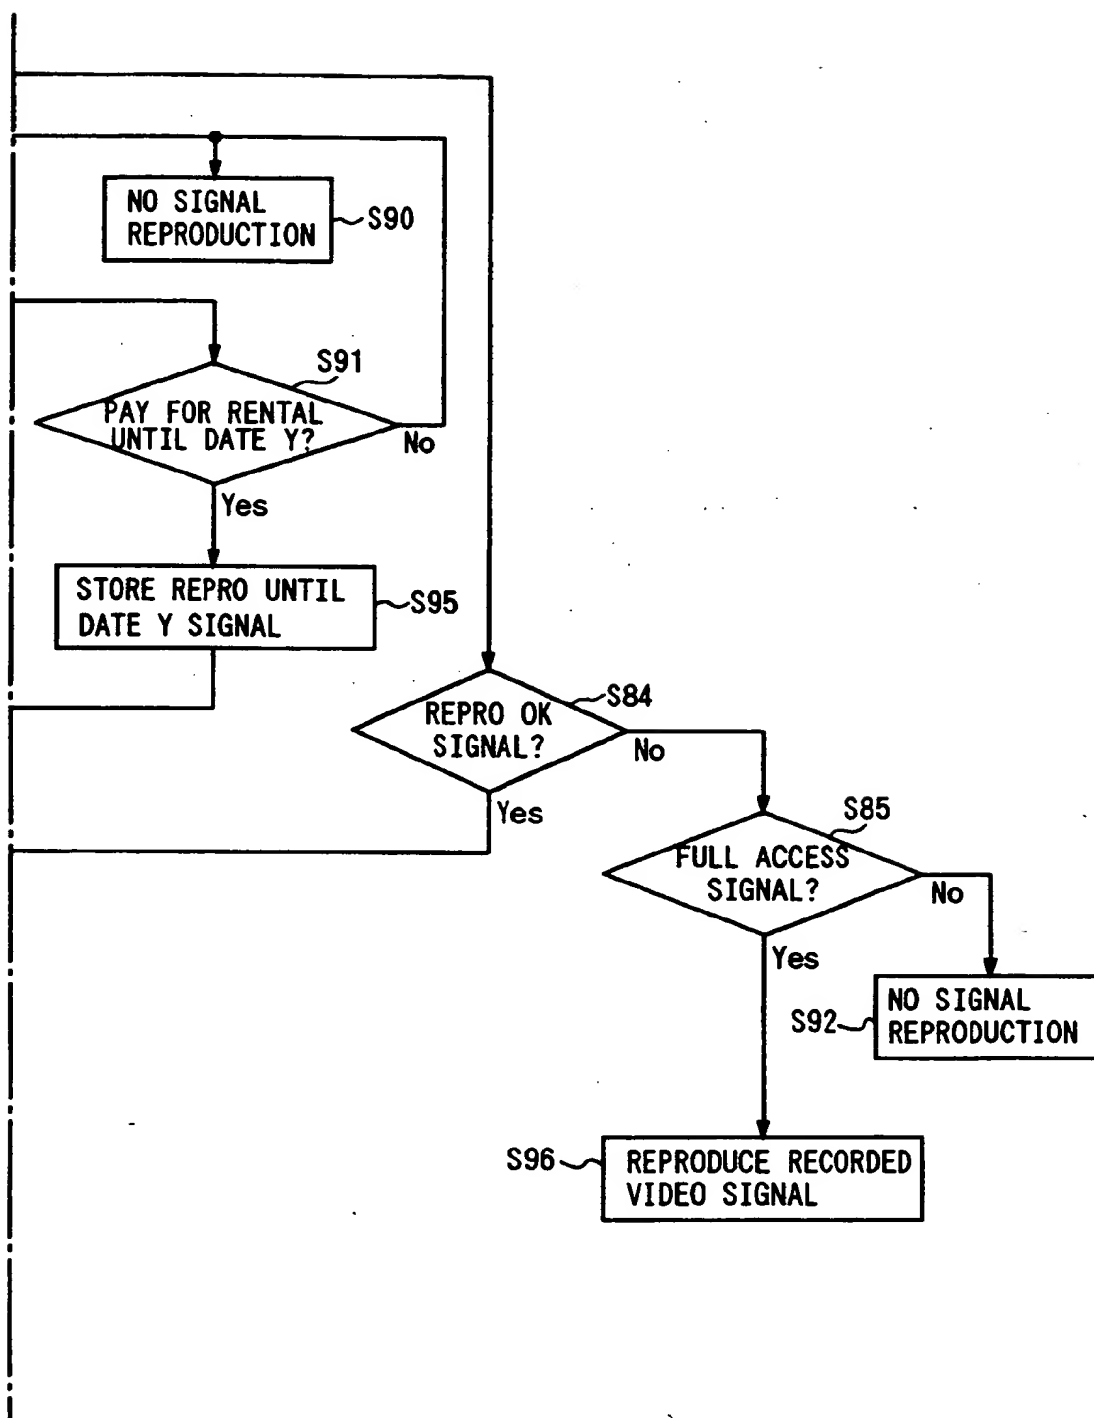 NO SIGNAL
REPRODUCTION
S90
S91
PAY FOR RENTAL
UNTIL DATE Y?
No
Yes
STORE REPRO UNTIL
DATE Y SIGNAL
S95
S84
REPRO OK
SIGNAL?
No
Yes
S85
FULL ACCESS
SIGNAL?
No
Yes
NO SIGNAL
REPRODUCTION
S92
S96
REPRODUCE RECORDED
VIDEO SIGNAL